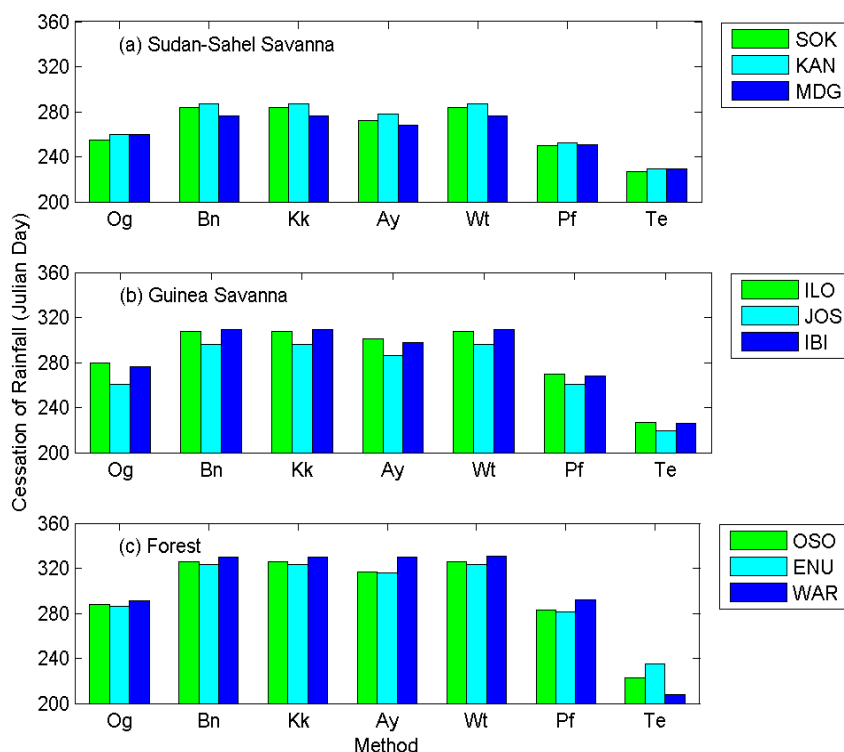 Cessation of Rainfall (Julian Day)
360
320
280
240
200
(a) Sudan-Sahel Savanna
Og Bn Kk Ay Wt Pf Te
SOK
KAN
MDG
360
320
280
240
200
(b) Guinea Savanna
Og Bn Kk Ay Wt Pf Te
ILO
JOS
IBI
360
320
280
240
200
(c) Forest
Og Bn Kk Ay Wt Pf Te
OSO
ENU
WAR
Method